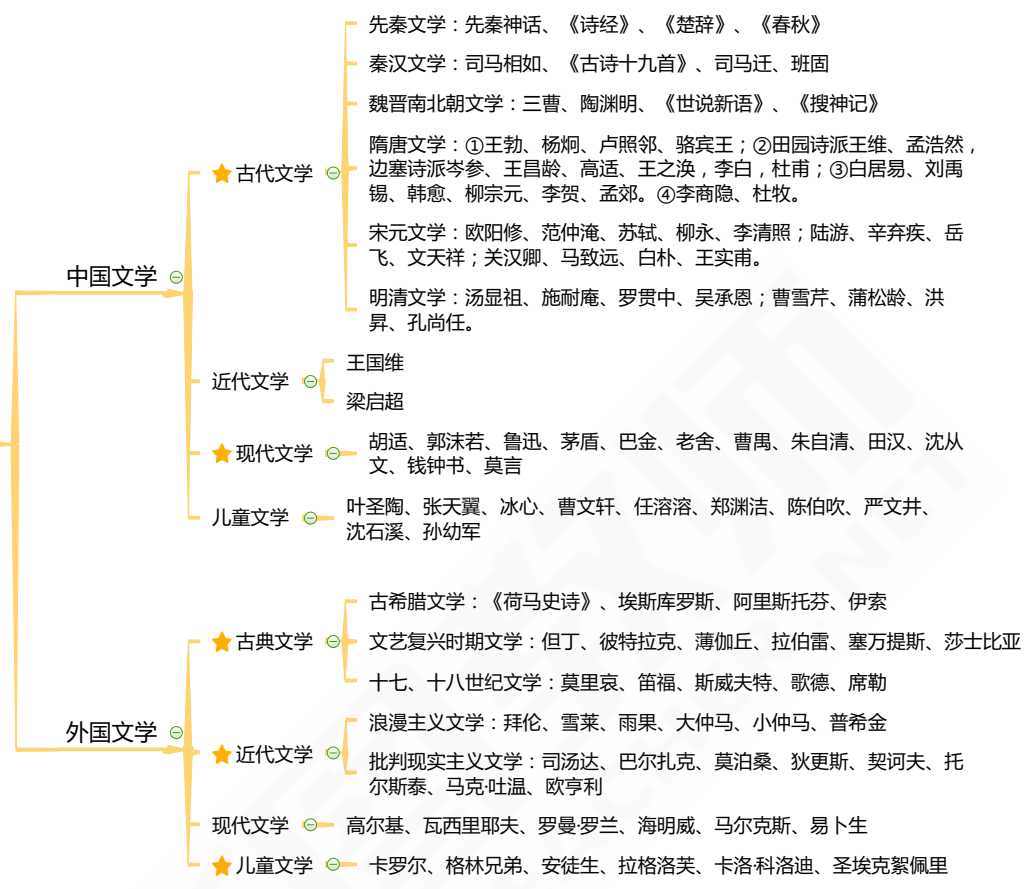 先秦文学：先秦神话、《诗经》、《楚辞》、《春秋》
秦汉文学：司马相如、《古诗十九首》、司马迁、班固
魏晋南北朝文学：三曹、陶渊明、《世说新语》、《搜神记》
隋唐文学：①王勃、杨炯、卢照邻、骆宾王；②田园诗派王维、孟浩然，
边塞诗派岑参、王昌龄、高适、王之涣，李白，杜甫；③白居易、刘禹
锡、韩愈、柳宗元、李贺、孟郊。④李商隐、杜牧。
古代文学
宋元文学：欧阳修、范仲淹、苏轼、柳永、李清照；陆游、辛弃疾、岳
飞、文天祥；关汉卿、马致远、白朴、王实甫。
明清文学：汤显祖、施耐庵、罗贯中、吴承恩；曹雪芹、蒲松龄、洪
昇、孔尚任。
中国文学
近代文学
王国维
梁启超
现代文学
胡适、郭沫若、鲁迅、茅盾、巴金、老舍、曹禺、朱自清、田汉、沈从
文、钱钟书、莫言
儿童文学
叶圣陶、张天翼、冰心、曹文轩、任溶溶、郑渊洁、陈伯吹、严文井、
沈石溪、孙幼军
古希腊文学：《荷马史诗》、埃斯库罗斯、阿里斯托芬、伊索
古典文学
文艺复兴时期文学：但丁、彼特拉克、薄伽丘、拉伯雷、塞万提斯、莎士比亚
十七、十八世纪文学：莫里哀、笛福、斯威夫特、歌德、席勒
外国文学
近代文学
浪漫主义文学：拜伦、雪莱、雨果、大仲马、小仲马、普希金
批判现实主义文学：司汤达、巴尔扎克、莫泊桑、狄更斯、契诃夫、托
尔斯泰、马克·吐温、欧亨利
现代文学
高尔基、瓦西里耶夫、罗曼·罗兰、海明威、马尔克斯、易卜生
儿童文学
卡罗尔、格林兄弟、安徒生、拉格洛芙、卡洛·科洛迪、圣埃克絮佩里